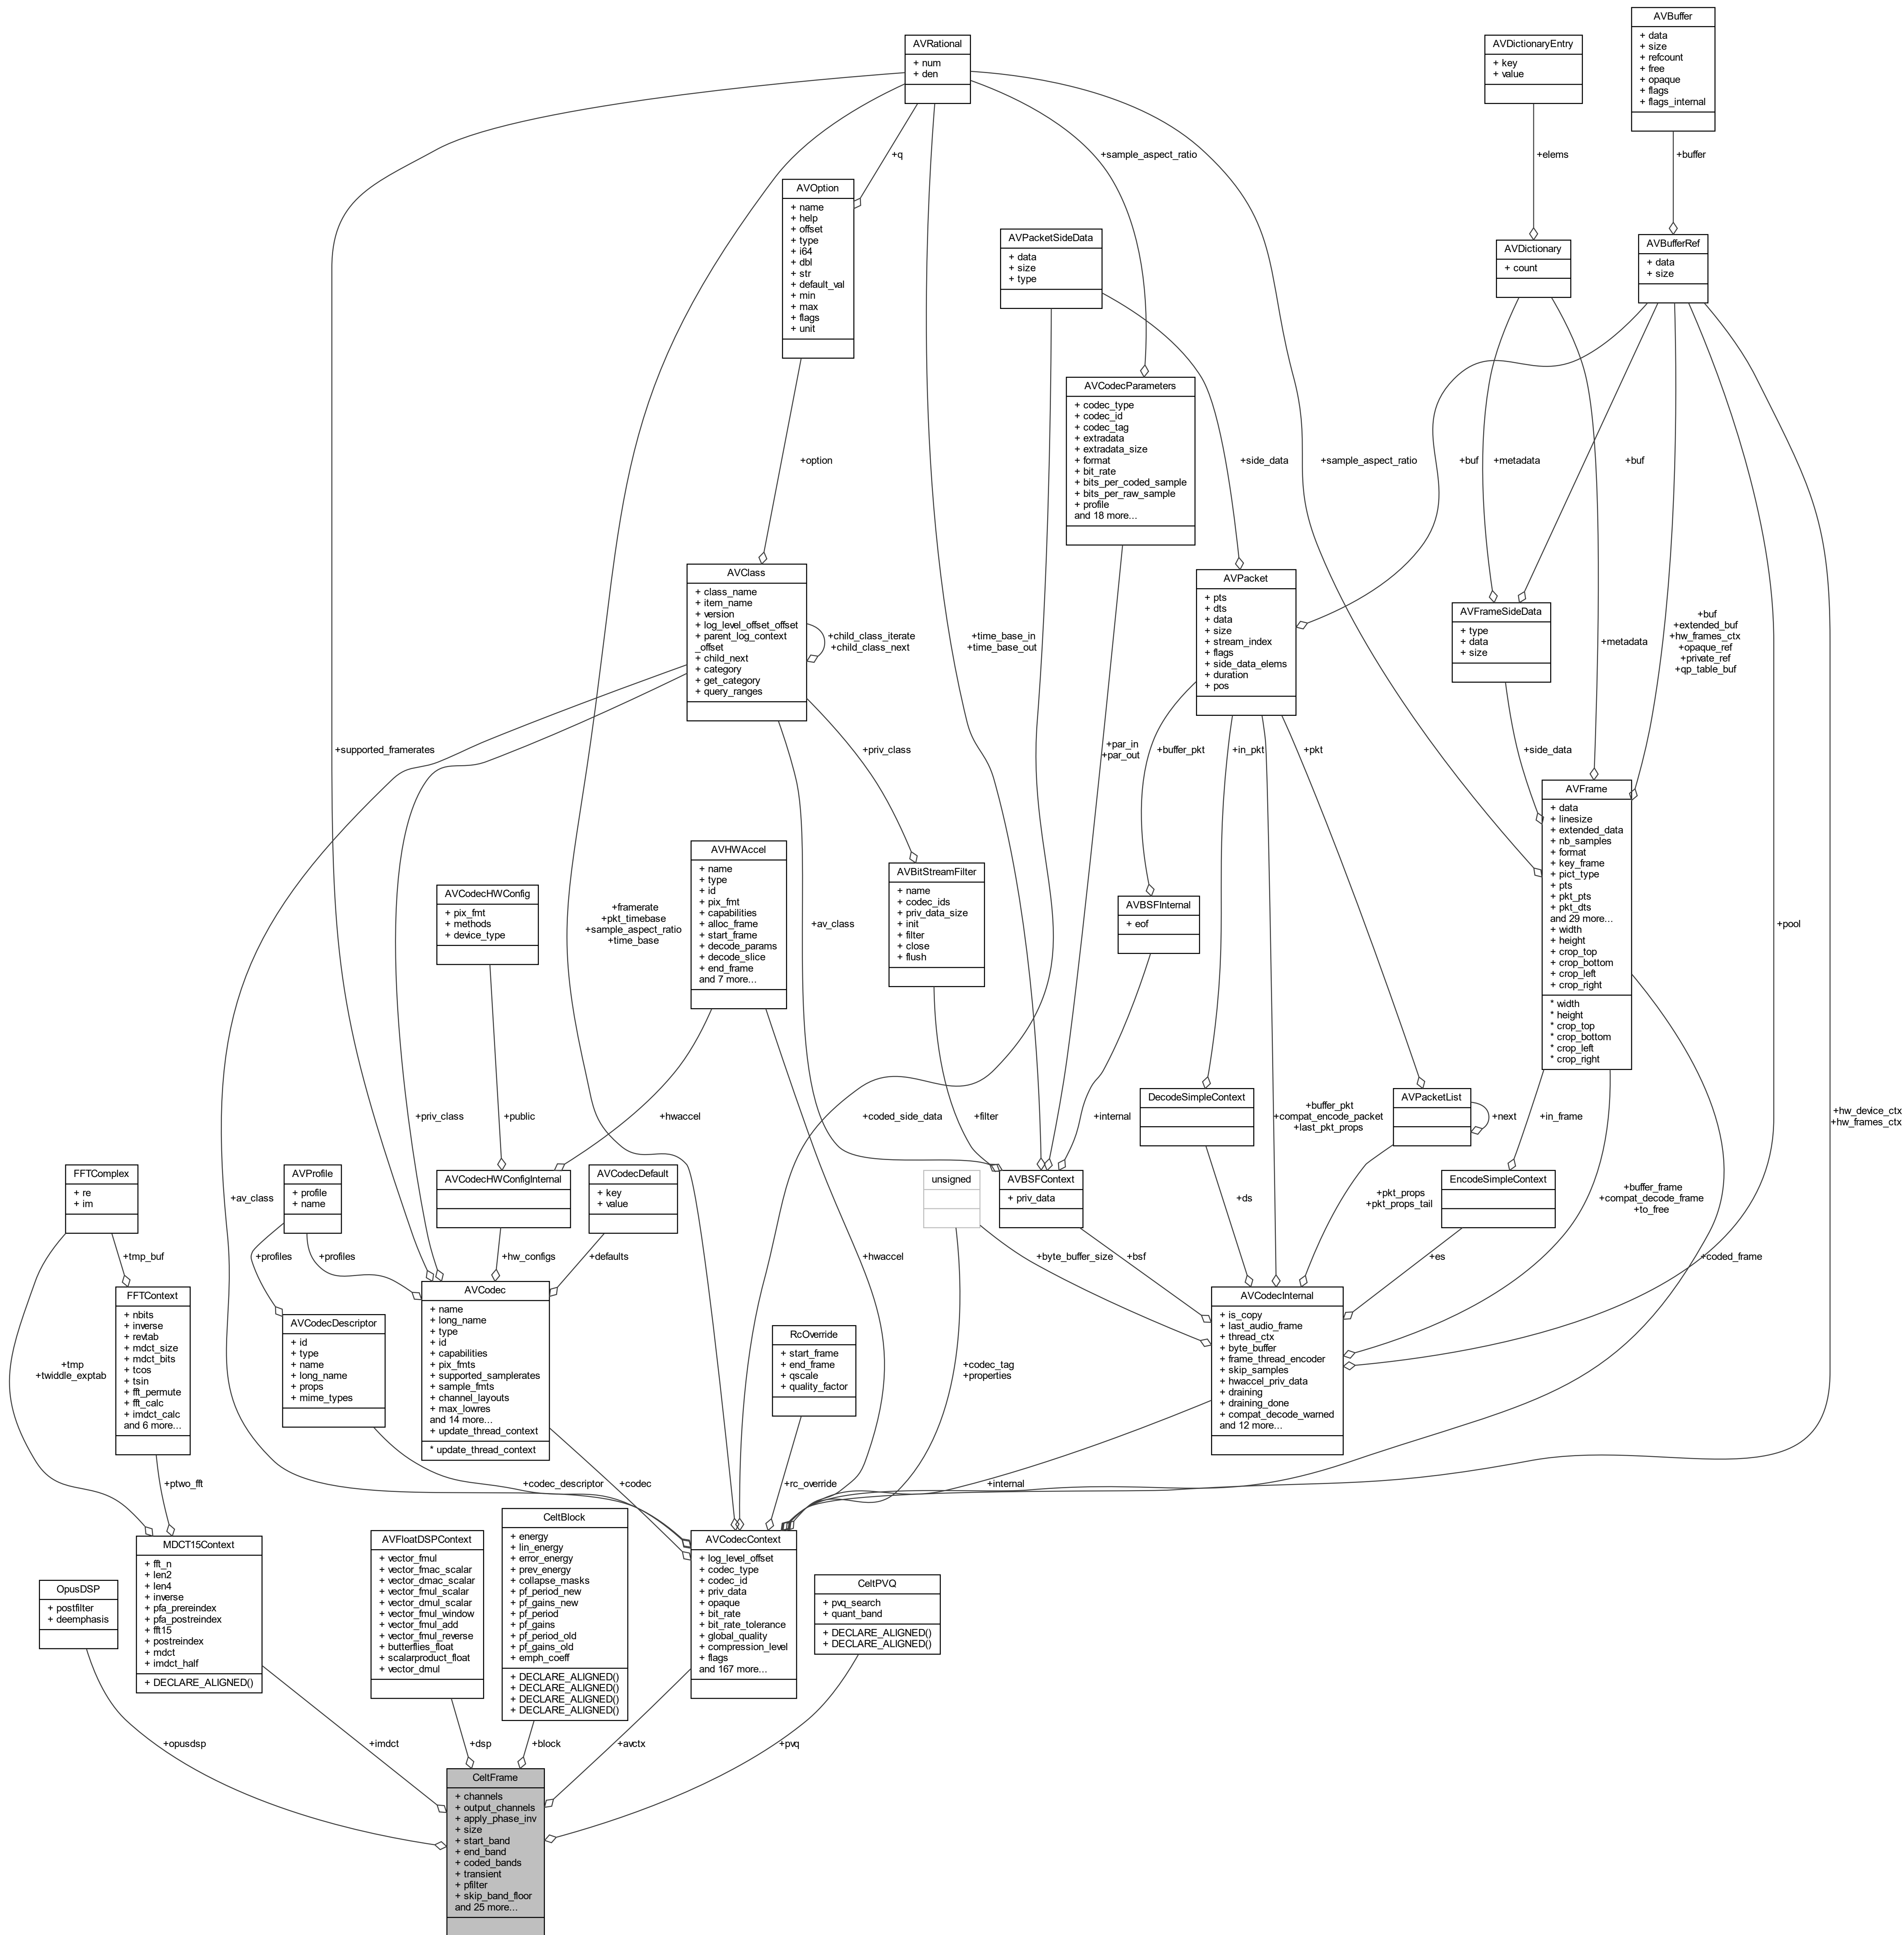 AVBuffer
+ data
+ size
+ refcount
+ free
+ opaque
+ flags
+ flags_internal
AVRational
+ num
+ den
AVDictionaryEntry
+ key
+ value
+q
+sample_aspect_ratio
+elems
+buffer
AVOption
+ name
+ help
+ offset
+ type
+ i64
+ dbl
+ str
+ default_val
+ min
+ max
+ flags
+ unit
AVPacketSideData
+ data
+ size
+ type
AVDictionary
+ count
AVBufferRef
+ data
+ size
AVCodecParameters
+ codec_type
+ codec_id
+ codec_tag
+ extradata
+ extradata_size
+ format
+ bit_rate
+ bits_per_coded_sample
+ bits_per_raw_sample
+ profile
and 18 more...
+option
+side_data
+sample_aspect_ratio
+buf
+metadata
+buf
AVClass
+ class_name
+ item_name
+ version
+ log_level_offset_offset
+ parent_log_context
_offset
+ child_next
+ category
+ get_category
+ query_ranges
+child_class_iterate
+child_class_next
+time_base_in
+time_base_out
AVPacket
+ pts
+ dts
+ data
+ size
+ stream_index
+ flags
+ side_data_elems
+ duration
+ pos
AVFrameSideData
+ type
+ data
+ size
+metadata
+buf
+extended_buf
+hw_frames_ctx
+opaque_ref
+private_ref
+qp_table_buf
+supported_framerates
+priv_class
+par_in
+par_out
+buffer_pkt
+in_pkt
+pkt
+side_data
AVFrame
+ data
+ linesize
+ extended_data
+ nb_samples
+ format
+ key_frame
+ pict_type
+ pts
+ pkt_pts
+ pkt_dts
and 29 more...
+ width
+ height
+ crop_top
+ crop_bottom
+ crop_left
+ crop_right
* width
* height
* crop_top
* crop_bottom
* crop_left
* crop_right
AVCodecHWConfig
+ pix_fmt
+ methods
+ device_type
+framerate
+pkt_timebase
+sample_aspect_ratio
+time_base
AVHWAccel
+ name
+ type
+ id
+ pix_fmt
+ capabilities
+ alloc_frame
+ start_frame
+ decode_params
+ decode_slice
+ end_frame
and 7 more...
+av_class
AVBitStreamFilter
+ name
+ codec_ids
+ priv_data_size
+ init
+ filter
+ close
+ flush
AVBSFInternal
+ eof
+pool
+priv_class
+public
+hwaccel
+coded_side_data
+filter
+internal
DecodeSimpleContext
+buffer_pkt
+compat_encode_packet
+last_pkt_props
AVPacketList
+next
+in_frame
+hw_device_ctx
+hw_frames_ctx
FFTComplex
+ re
+ im
+av_class
AVProfile
+ profile
+ name
AVCodecHWConfigInternal
AVCodecDefault
+ key
+ value
unsigned
AVBSFContext
+ priv_data
+ds
+pkt_props
+pkt_props_tail
EncodeSimpleContext
+buffer_frame
+compat_decode_frame
+to_free
+tmp_buf
+profiles
+profiles
+hw_configs
+defaults
+hwaccel
+byte_buffer_size
+bsf
+es
+coded_frame
+tmp
+twiddle_exptab
FFTContext
+ nbits
+ inverse
+ revtab
+ mdct_size
+ mdct_bits
+ tcos
+ tsin
+ fft_permute
+ fft_calc
+ imdct_calc
and 6 more...
AVCodecDescriptor
+ id
+ type
+ name
+ long_name
+ props
+ mime_types
AVCodec
+ name
+ long_name
+ type
+ id
+ capabilities
+ pix_fmts
+ supported_samplerates
+ sample_fmts
+ channel_layouts
+ max_lowres
and 14 more...
+ update_thread_context
* update_thread_context
RcOverride
+ start_frame
+ end_frame
+ qscale
+ quality_factor
+codec_tag
+properties
AVCodecInternal
+ is_copy
+ last_audio_frame
+ thread_ctx
+ byte_buffer
+ frame_thread_encoder
+ skip_samples
+ hwaccel_priv_data
+ draining
+ draining_done
+ compat_decode_warned
and 12 more...
+ptwo_fft
+codec_descriptor
+codec
+rc_override
+internal
OpusDSP
+ postfilter
+ deemphasis
MDCT15Context
+ fft_n
+ len2
+ len4
+ inverse
+ pfa_prereindex
+ pfa_postreindex
+ fft15
+ postreindex
+ mdct
+ imdct_half
+ DECLARE_ALIGNED()
AVFloatDSPContext
+ vector_fmul
+ vector_fmac_scalar
+ vector_dmac_scalar
+ vector_fmul_scalar
+ vector_dmul_scalar
+ vector_fmul_window
+ vector_fmul_add
+ vector_fmul_reverse
+ butterflies_float
+ scalarproduct_float
+ vector_dmul
CeltBlock
+ energy
+ lin_energy
+ error_energy
+ prev_energy
+ collapse_masks
+ pf_period_new
+ pf_gains_new
+ pf_period
+ pf_gains
+ pf_period_old
+ pf_gains_old
+ emph_coeff
+ DECLARE_ALIGNED()
+ DECLARE_ALIGNED()
+ DECLARE_ALIGNED()
+ DECLARE_ALIGNED()
AVCodecContext
+ log_level_offset
+ codec_type
+ codec_id
+ priv_data
+ opaque
+ bit_rate
+ bit_rate_tolerance
+ global_quality
+ compression_level
+ flags
and 167 more...
CeltPVQ
+ pvq_search
+ quant_band
+ DECLARE_ALIGNED()
+ DECLARE_ALIGNED()
+opusdsp
+imdct
+dsp
+block
+avctx
+pvq
CeltFrame
+ channels
+ output_channels
+ apply_phase_inv
+ size
+ start_band
+ end_band
+ coded_bands
+ transient
+ pfilter
+ skip_band_floor
and 25 more...